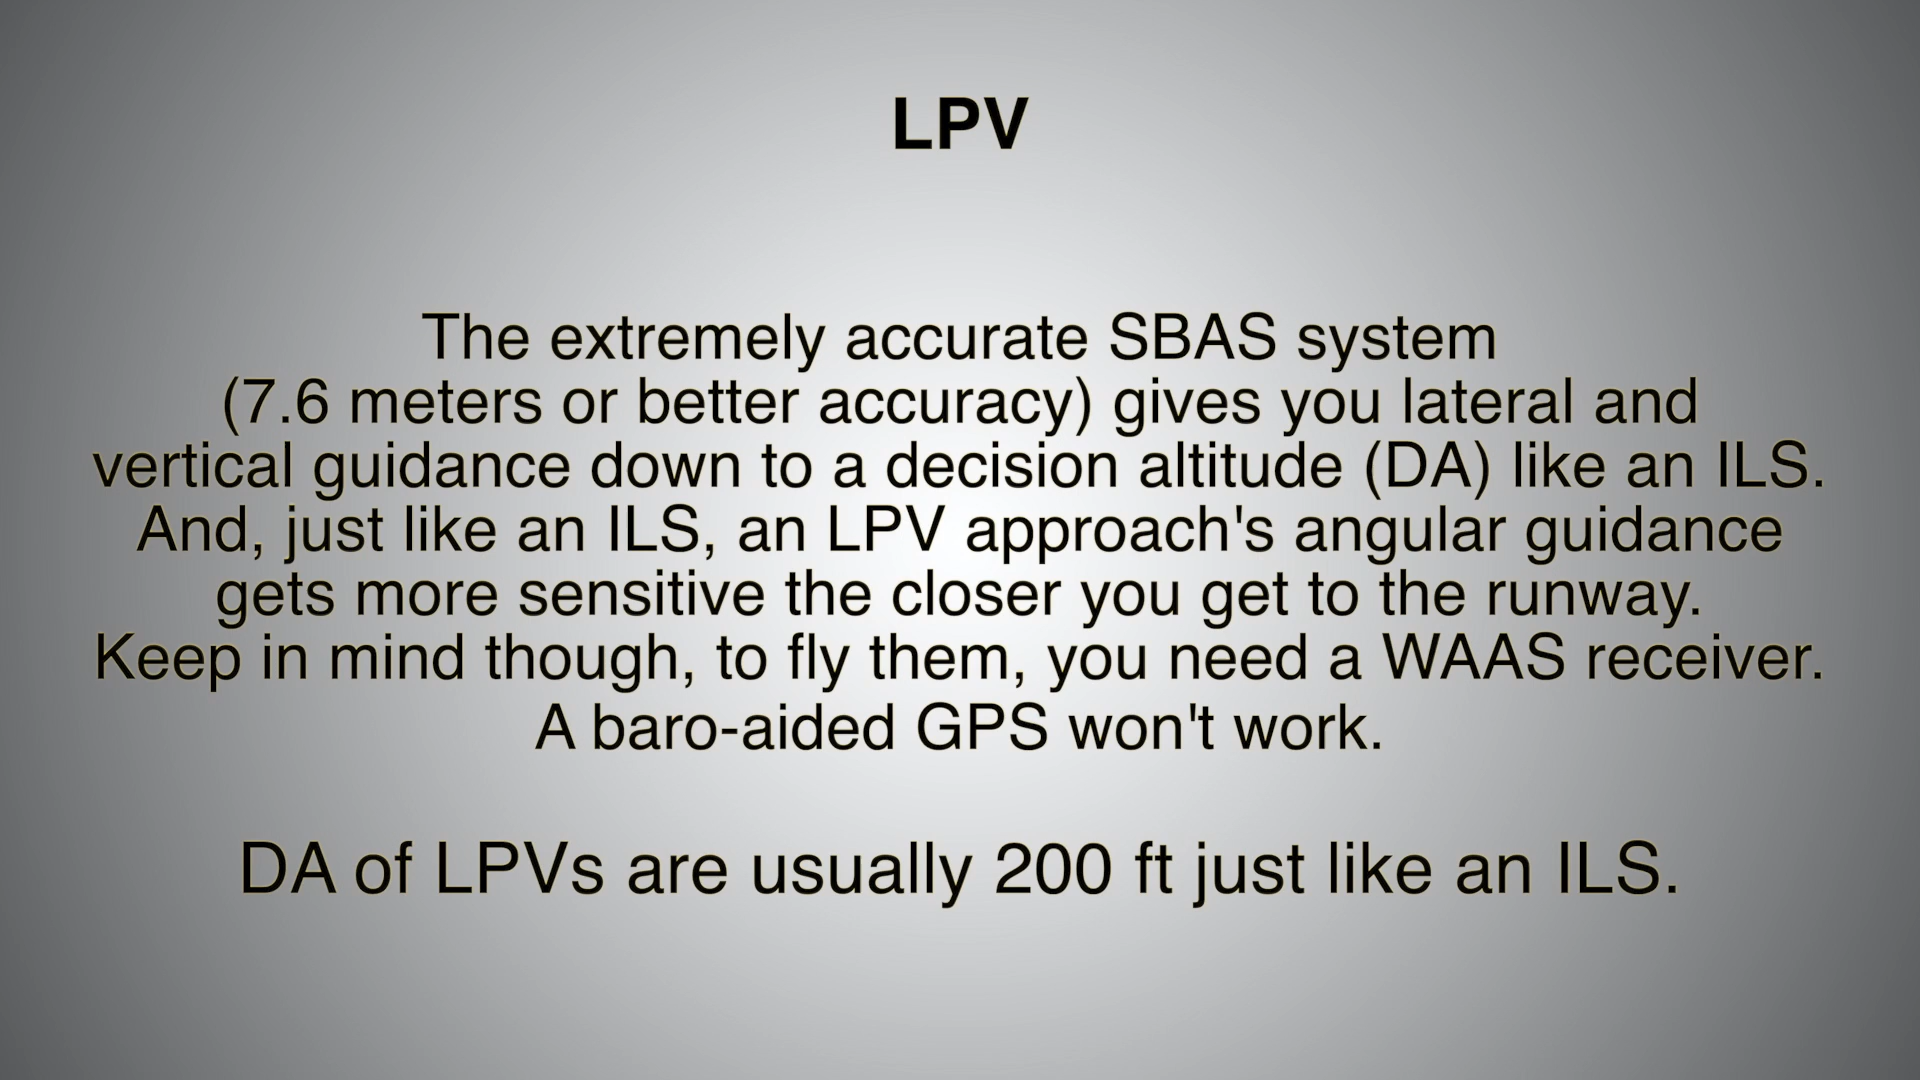 LPV
The extremely accurate SBAS system
(7.6 meters or better accuracy) gives you lateral and
vertical guidance down to a decision altitude (DA) like an ILS.
And, just like an ILS, an LPV approach's angular guidance
gets more sensitive the closer you get to the runway.
Keep in mind though, to fly them, you need a WAAS receiver.
A baro-aided GPS won't work.
DA of LPVs are usually 200 ft just like an ILS.